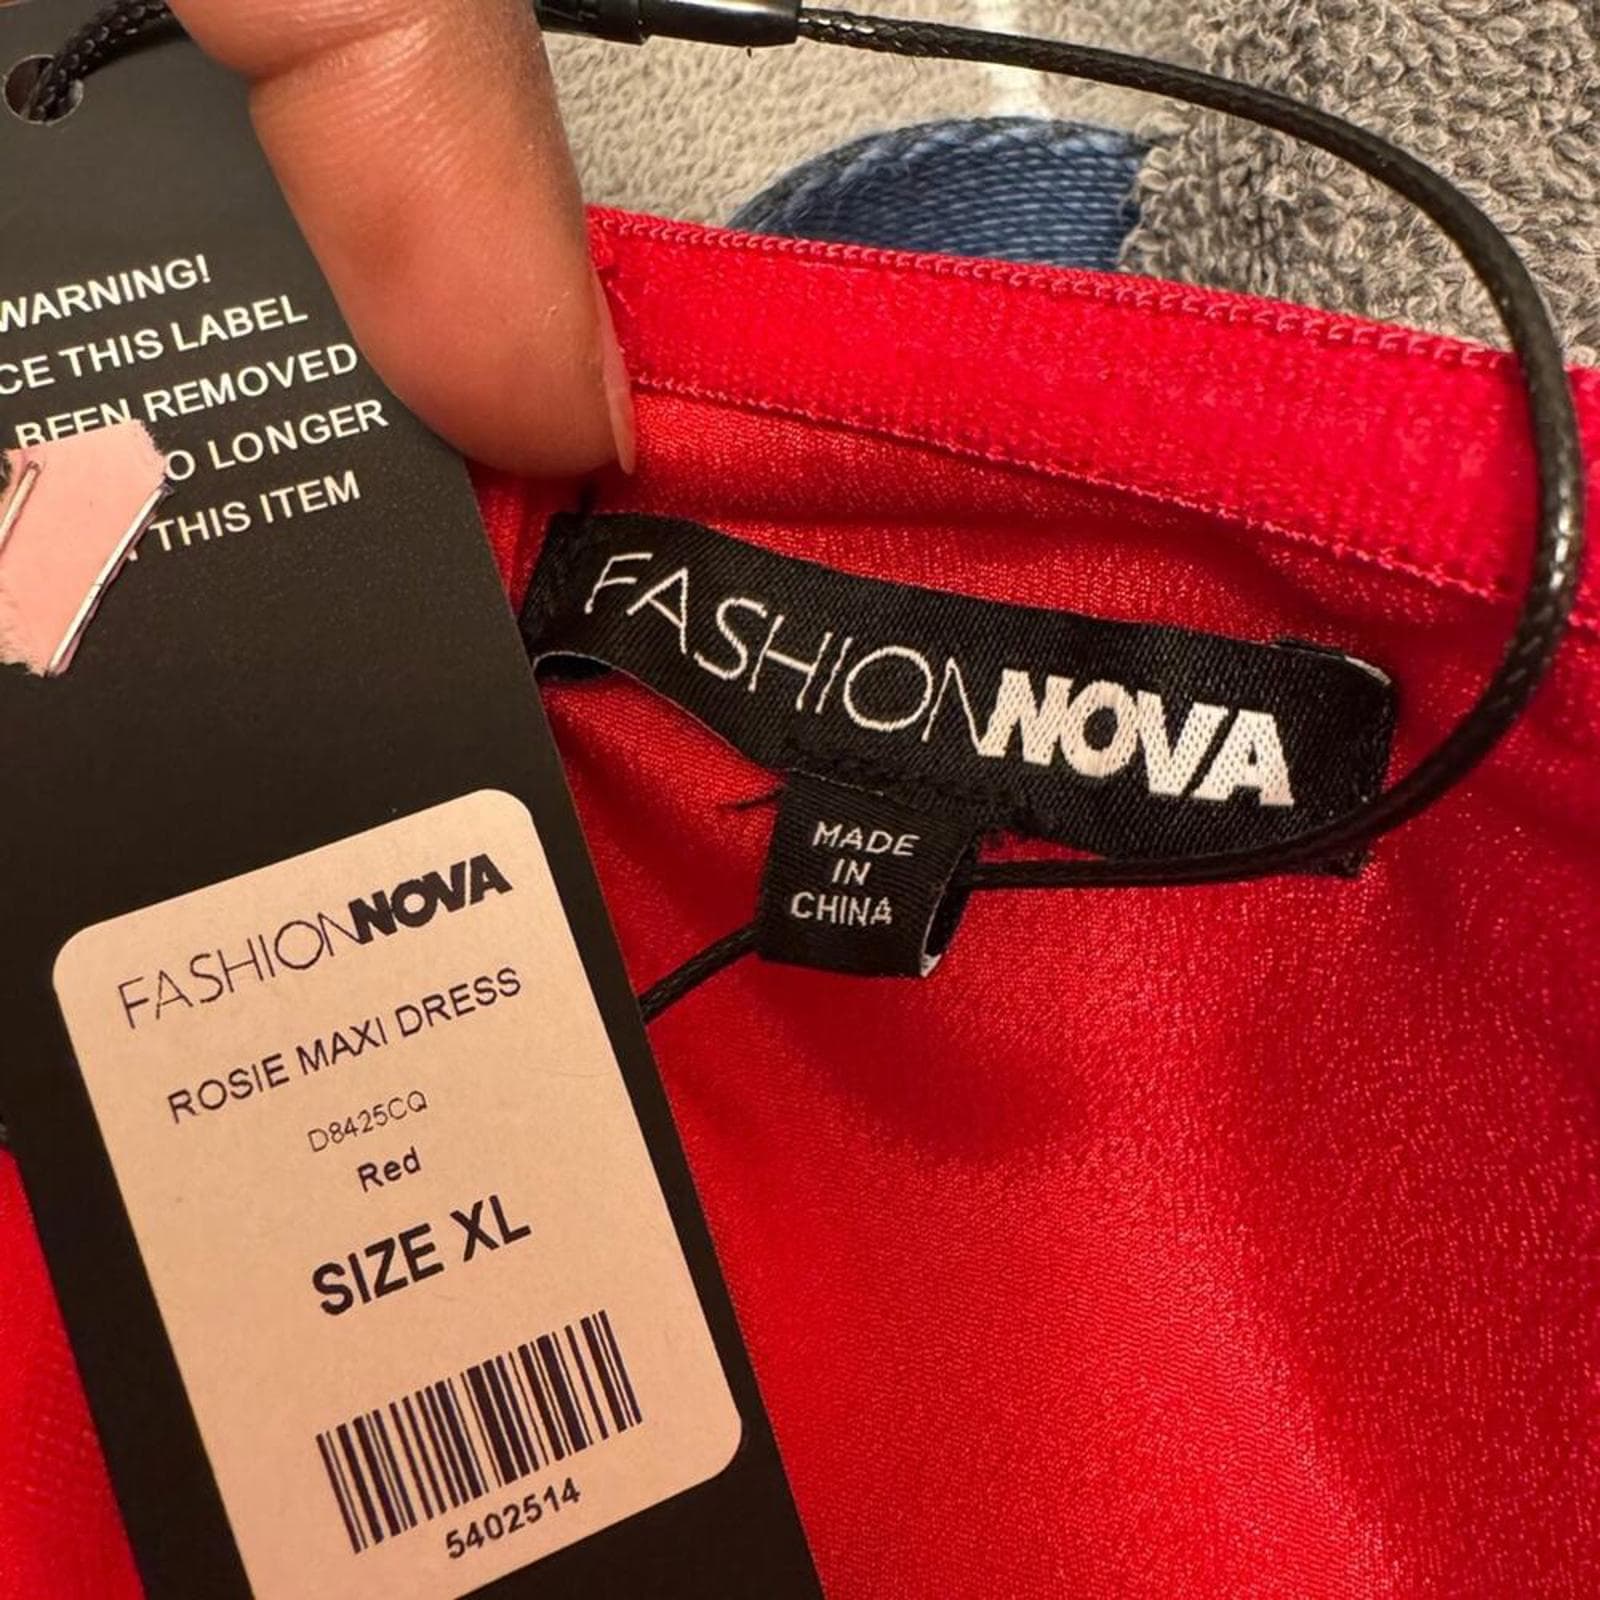 WARNING!
CE THIS LABEL
BEEN REMOVED
O LONGER
THIS ITEM
FASHIONNOVA
ROSIE MAXI DRESS
D8425CQ
Red
SIZE XL
5402514
FASHIONNOVA
MADE
IN
CHINA